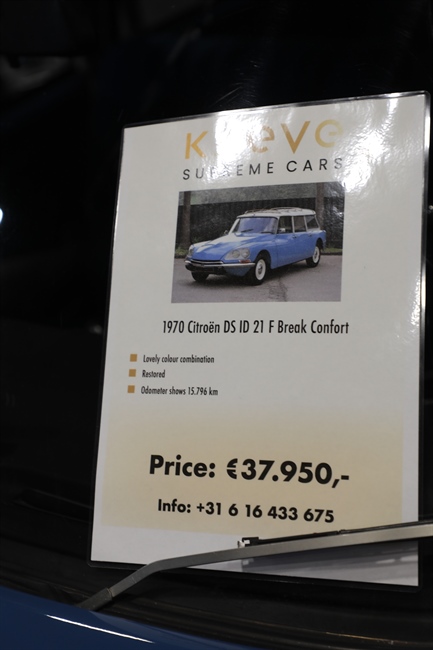 SUPREME CARS
1970 Citroën DS ID 21 F Break Confort
Lovely colour combination
Restored
Odometer shows 15.796 km
Price: €37.950,-
Info: +31 6 16 433 675